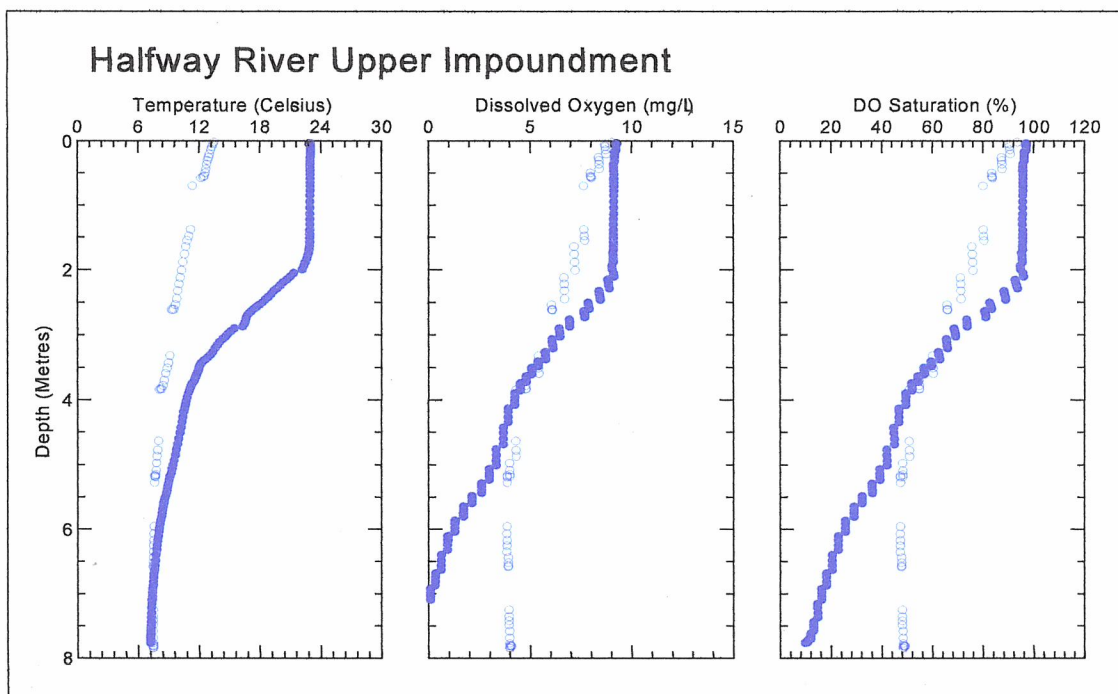 Halfway River Upper Impoundment
Temperature (Celsius)
Dissolved Oxygen (mg/L)
DO Saturation (%)
0 6 12 18 24 30
0 5 10 15
0 20 40 60 80 100 120
Depth (Metres)
0
2
4
6
8